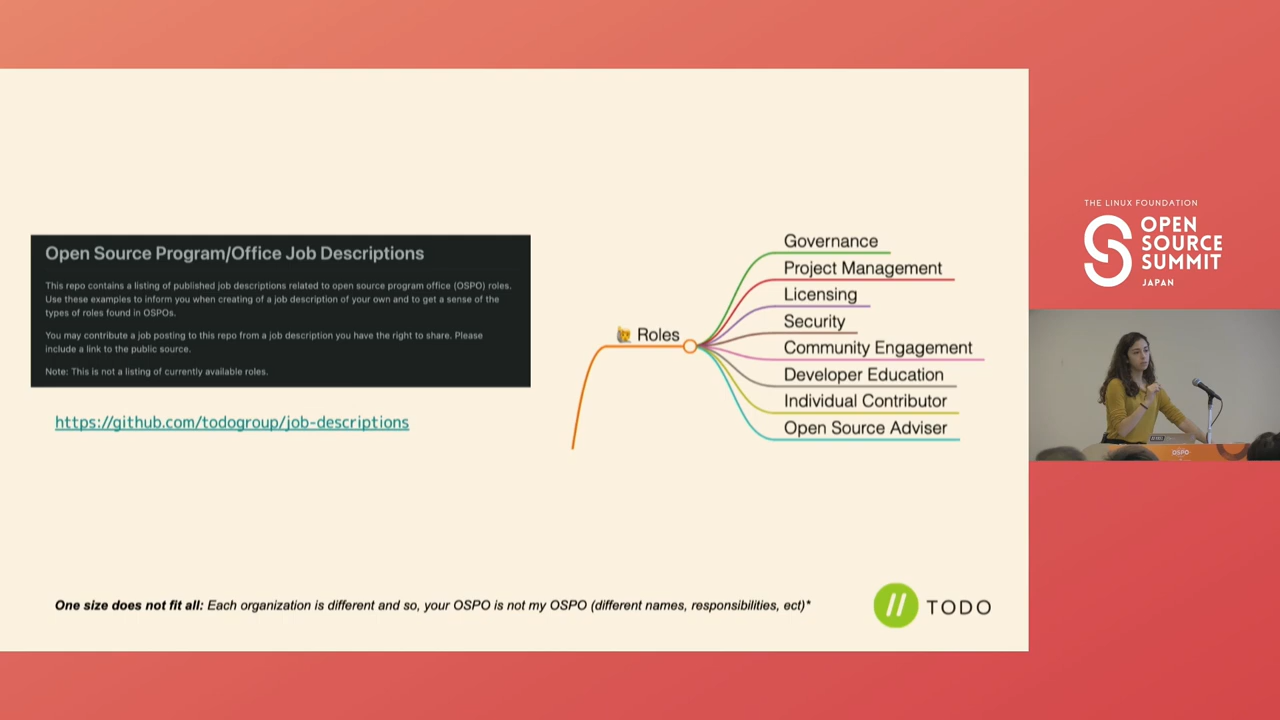 Open Source Program/Office Job Descriptions
This repo contains a listing of published job descriptions related to open source program office (OSPO) roles.
Use these examples to inform you when creating of a job description of your own and to get a sense of the
types of roles found in OSPOs.
You may contribute a job posting to this repo from a job description you have the right to share. Please
include a link to the public source.
Note: This is not a listing of currently available roles.
https://github.com/todogroup/job-descriptions
Roles
Governance
Project Management
Licensing
Security
Community Engagement
Developer Education
Individual Contributor
Open Source Adviser
One size does not fit all: Each organization is different and so, your OSPO is not my OSPO (different names, responsibilities, ect)*
// TODO
THE LINUX FOUNDATION
OPEN
SOURCE
SUMMIT
JAPAN
OSPO